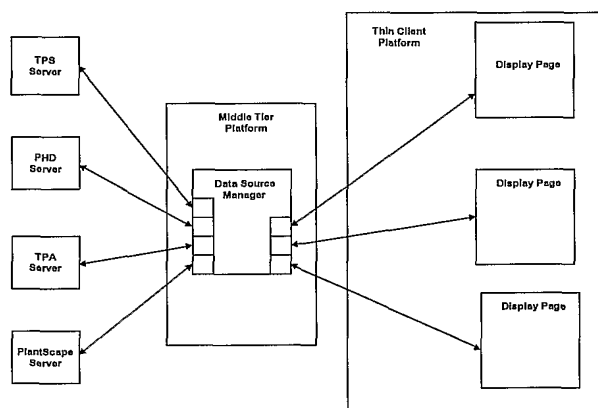 Thin Client
Platform
TPS
Server
Display Page
Middle Tier
Platform
PHD
Server
Data Source
Manager
Display Page
TPA
Server
Display Page
PlantScape
Server